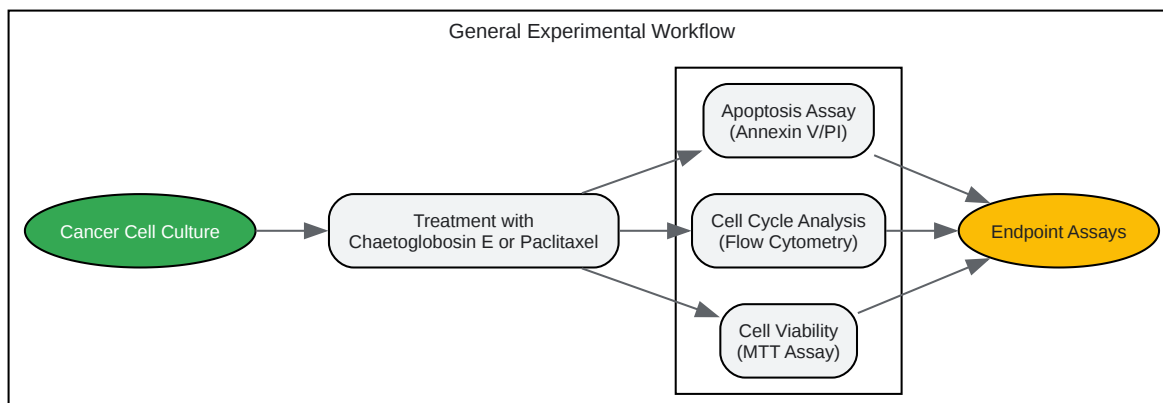 General Experimental Workflow
Cancer Cell Culture
Treatment with
Chaetoglobosin E or Paclitaxel
Apoptosis Assay
(Annexin V/PI)
Cell Cycle Analysis
(Flow Cytometry)
Cell Viability
(MTT Assay)
Endpoint Assays